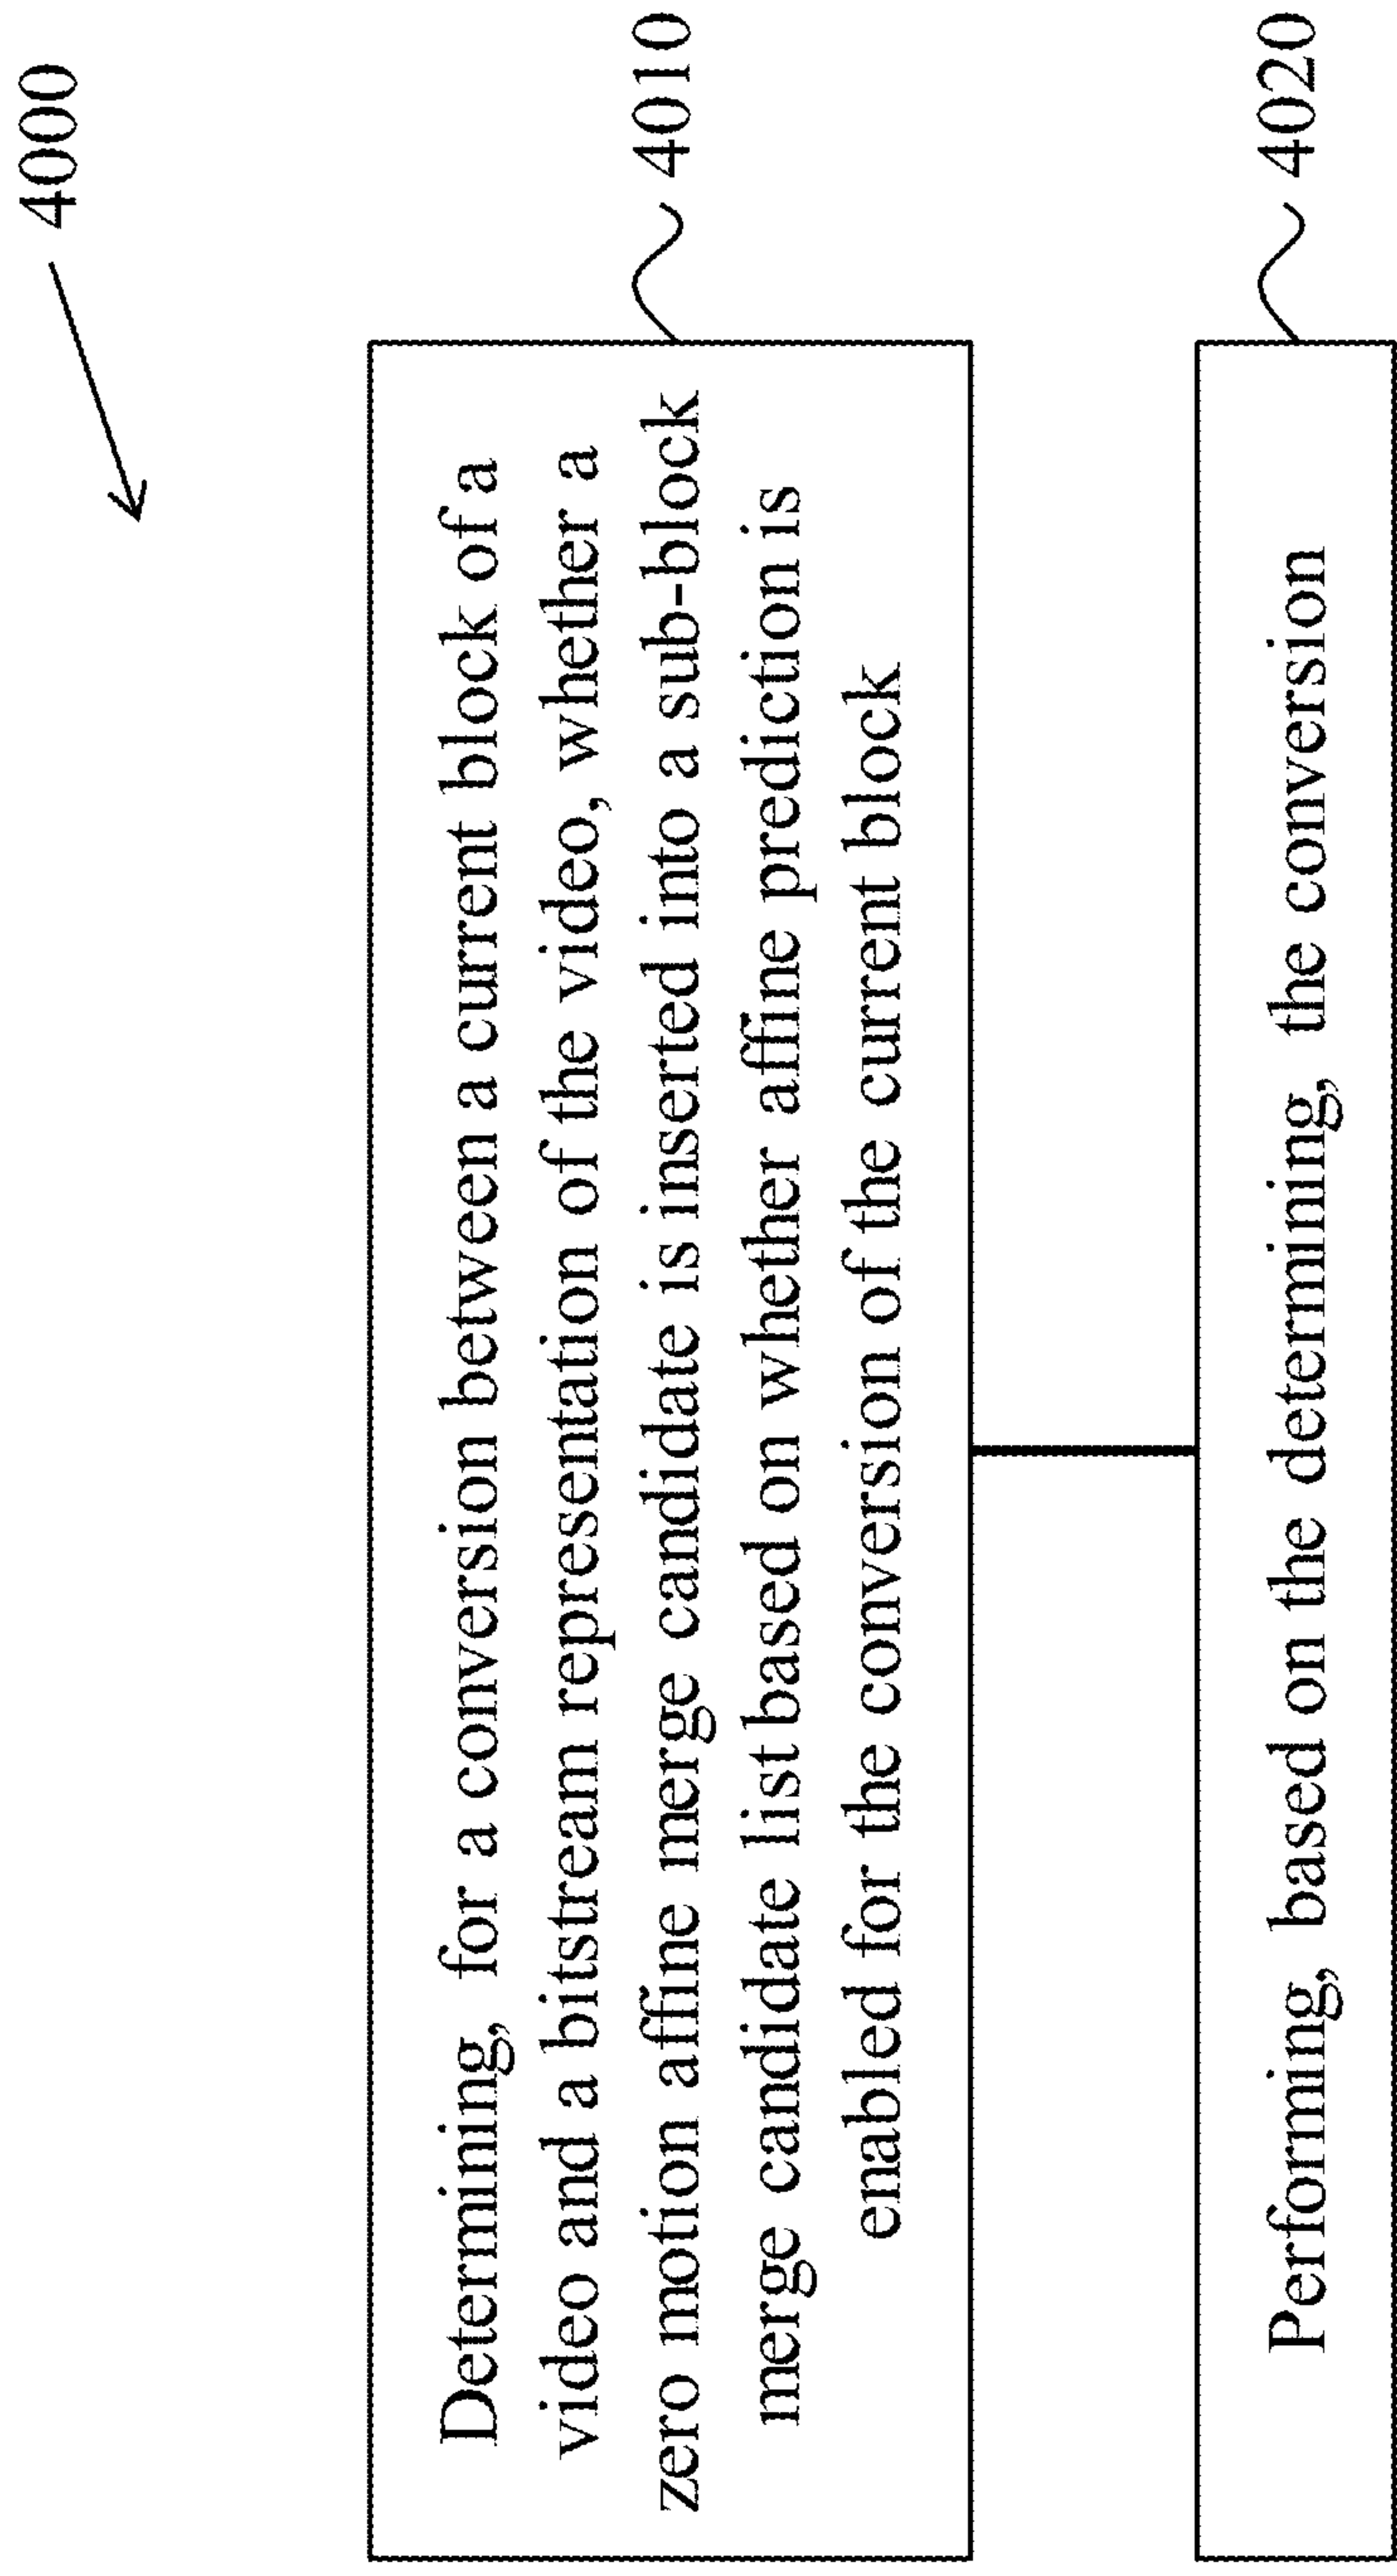 4000
Determining, for a conversion between a current block of a
video and a bitstream representation of the video, whether a
zero motion affine merge candidate is inserted into a sub-block
merge candidate list based on whether affine prediction is
enabled for the conversion of the current block
4010
Performing, based on the determining, the conversion
4020